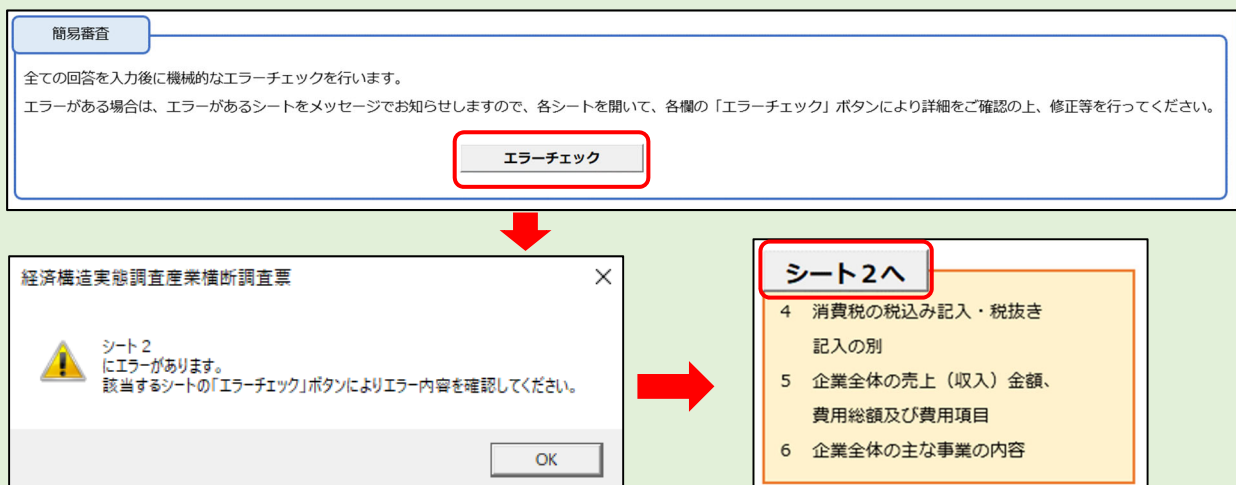 簡易審査
全ての回答を入力後に機械的なエラーチェックを行います。
エラーがある場合は、エラーがあるシートをメッセージでお知らせしますので、各シートを開いて、各欄の「エラーチェック」ボタンにより詳細をご確認の上、修正等を行ってください。
エラーチェック
経済構造実態調査産業横断調査票
シート2
にエラーがあります。
該当するシートの「エラーチェック」ボタンによりエラー内容を確認してください。
OK
シート2へ
4 消費税の税込み記入・税抜き
記入の別
5 企業全体の売上（収入）金額、
費用総額及び費用項目
6 企業全体の主な事業の内容